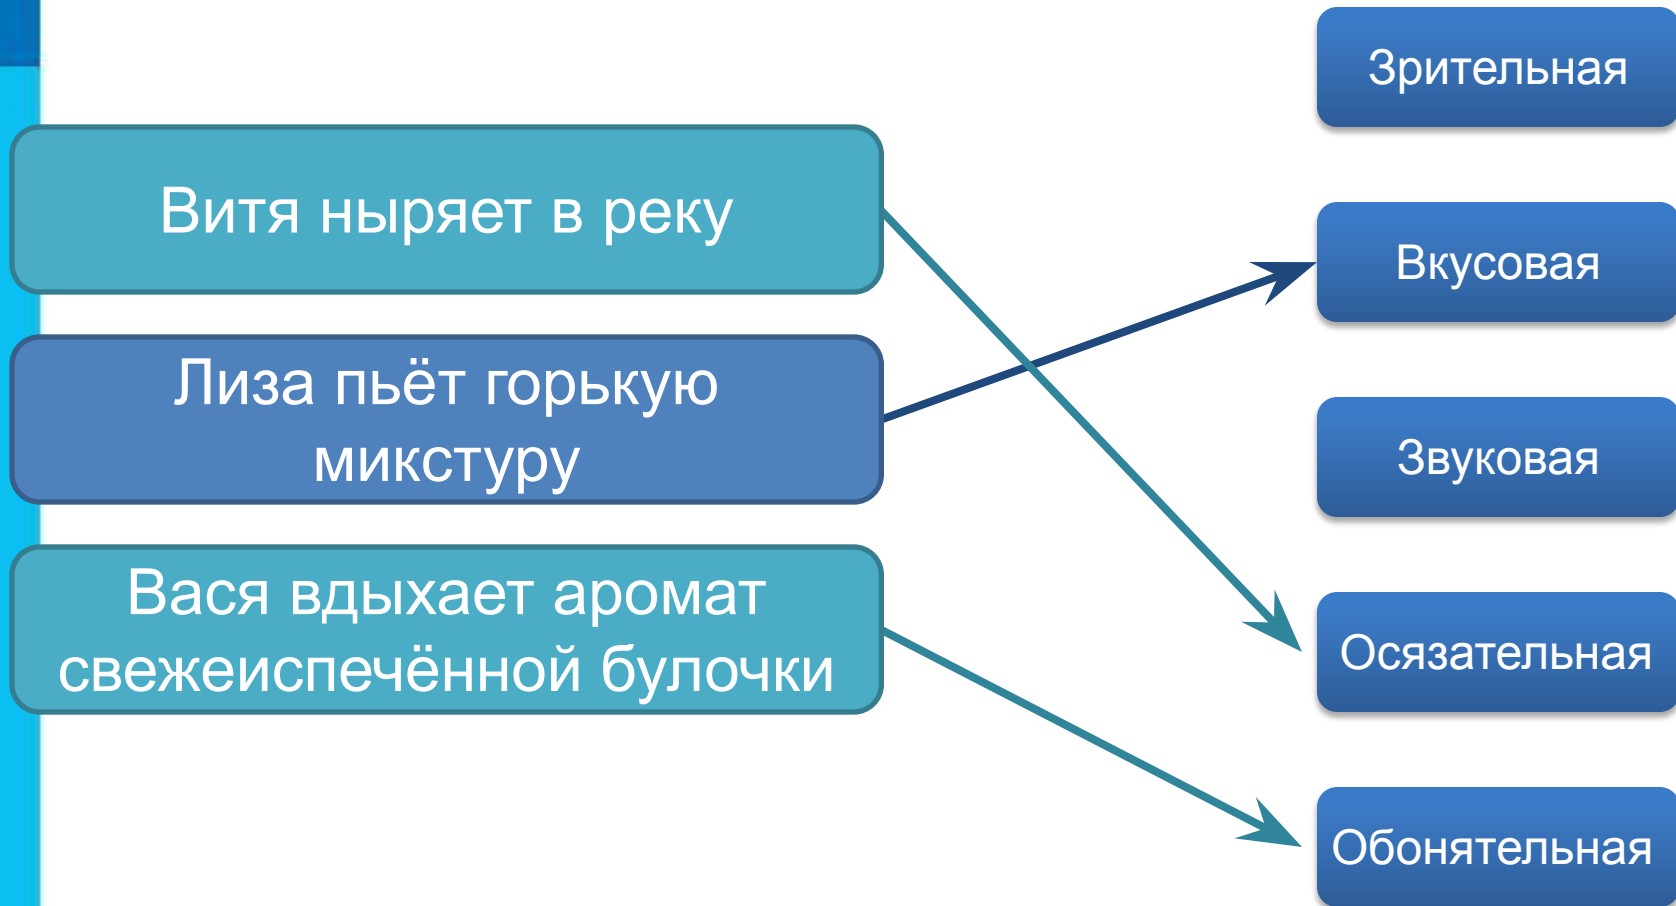 Зрительная
Витя ныряет в реку
Вкусовая
Лиза пьёт горькую
микстуру
Звуковая
Вася вдыхает аромат
свежеиспечённой булочки
Осязательная
Обонятельная